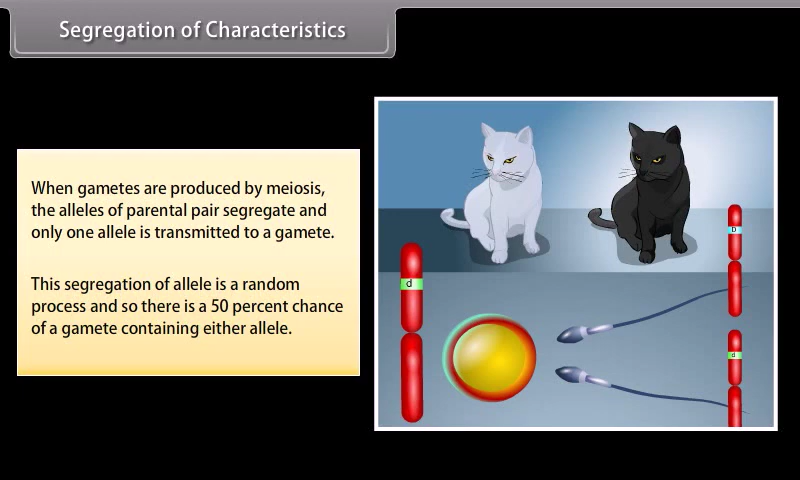 Segregation of Characteristics
When gametes are produced by meiosis,
the alleles of parental pair segregate and
only one allele is transmitted to a gamete.
This segregation of allele is a random
process and so there is a 50 percent chance
of a gamete containing either allele.
D
d
d